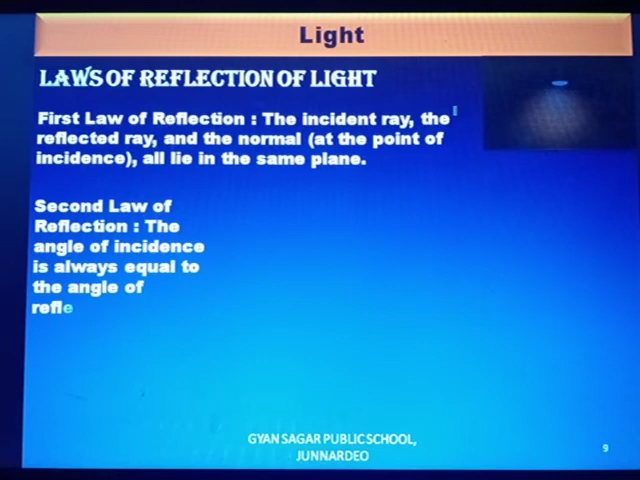 Light
LAWS OF REFLECTION OF LIGHT
First Law of Reflection : The incident ray, the
reflected ray, and the normal (at the point of
incidence), all lie in the same plane.
Second Law of
Reflection : The
angle of incidence
is always equal to
the angle of
refle
GYAN SAGAR PUBLIC SCHOOL,
JUNNARDEO
9